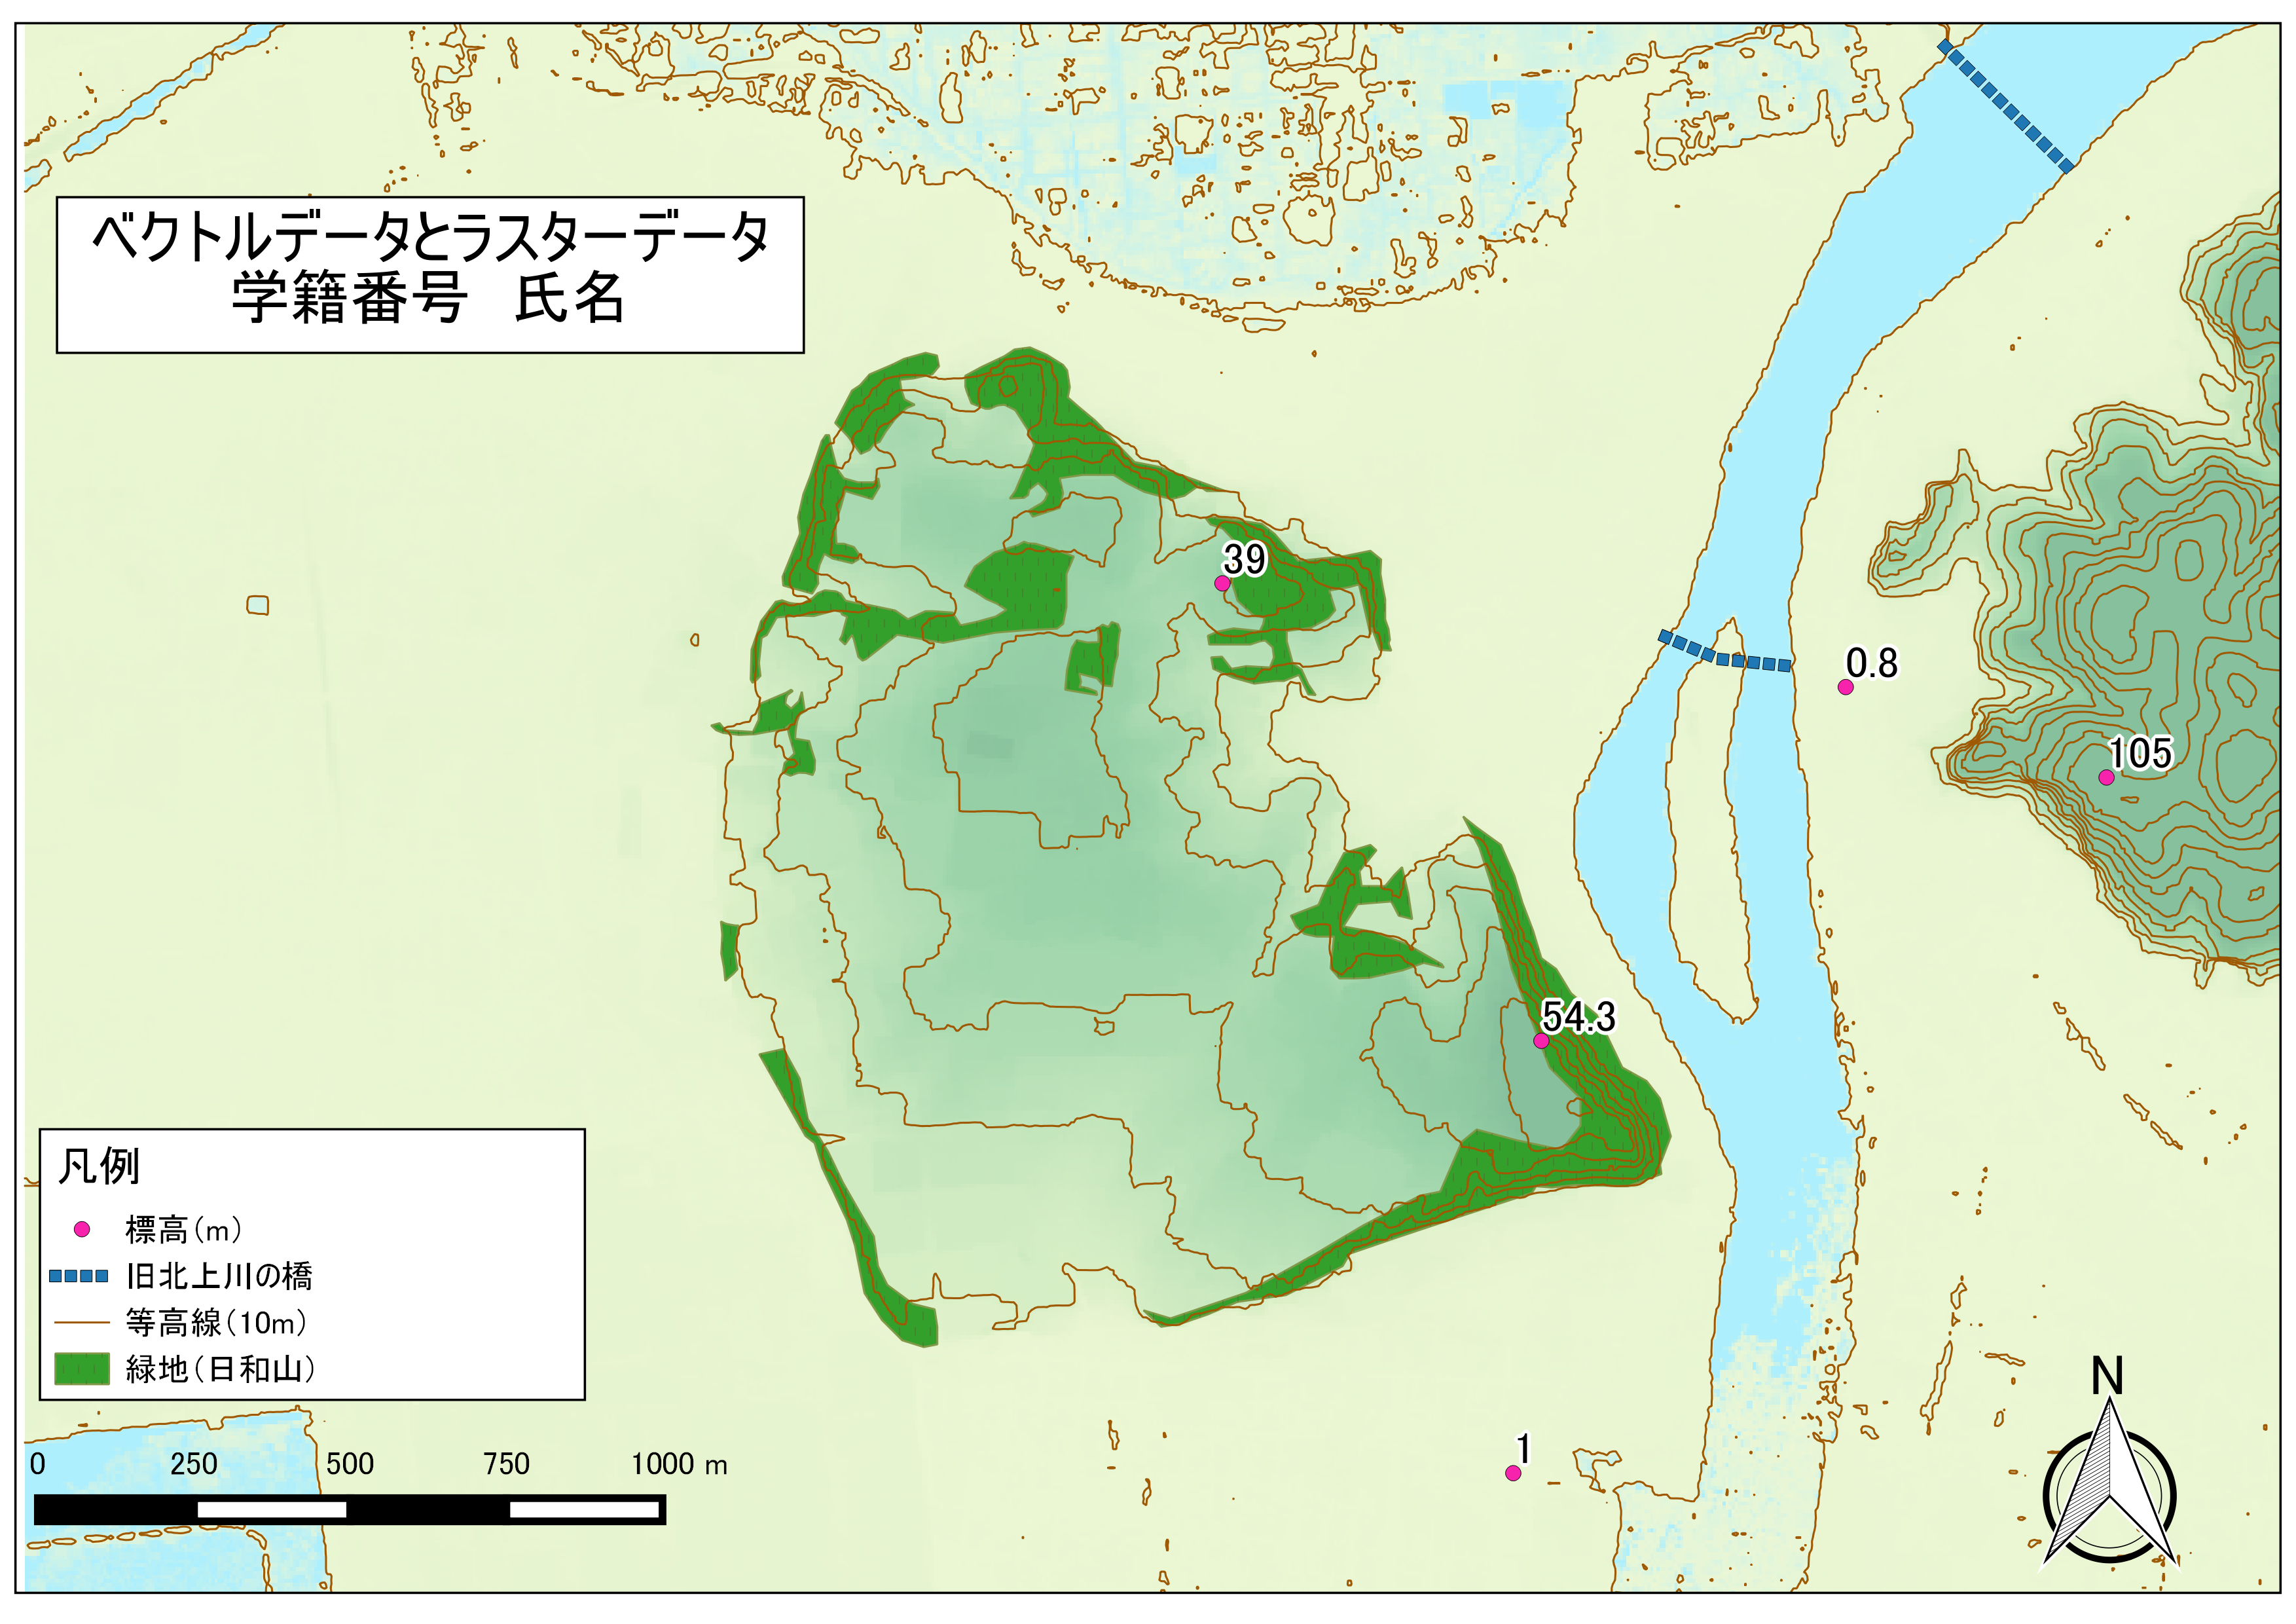 ベクトルデータとラスターデータ
学籍番号　氏名
39
0.8
105
54.3
凡例
標高(m)
旧北上川の橋
等高線(10m)
緑地(日和山)
N
1
0 250 500 750 1000 m